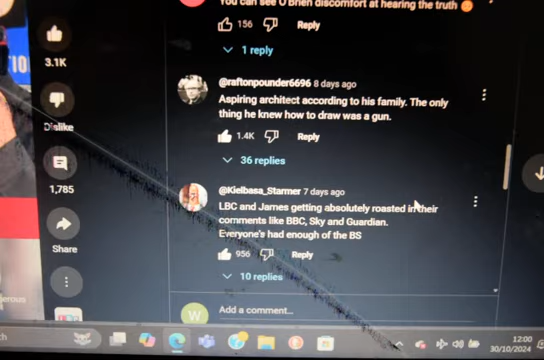 You can see O'Brien discomfort at hearing the truth
156 Reply
1 reply
3.1K
@raftonpounder6696 8 days ago
Aspiring architect according to his family. The only
thing he knew how to draw was a gun.
Dislike
1.4K Reply
36 replies
1,785
@Kielbasa_Starmer 7 days ago
LBC and James getting absolutely roasted in their
comments like BBC, Sky and Guardian.
Everyone's had enough of the BS
Share
956 Reply
10 replies
W
Add a comment...
12:00
30/10/2024